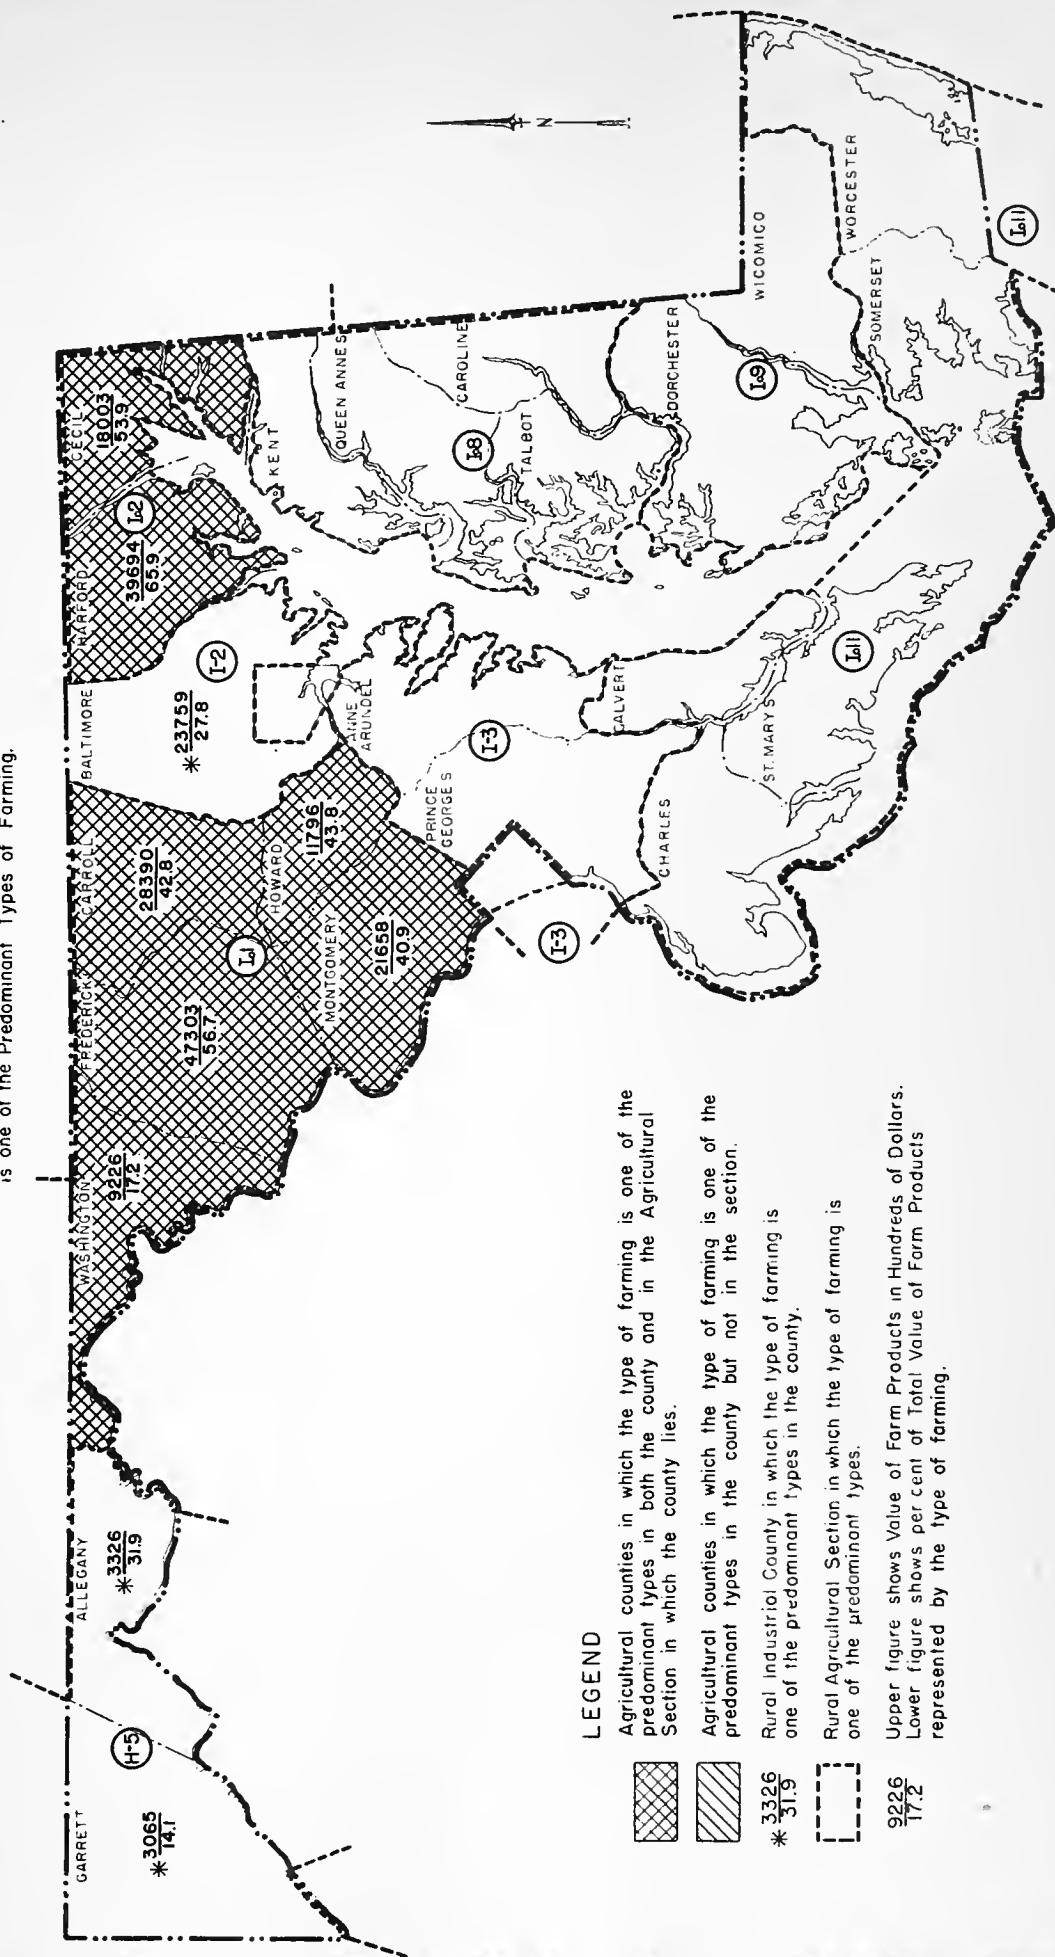 is one of the Predominant Types of Farming.
GARRETT
* 3065
14.1
H-5
ALLEGANY
* 3326
31.9
WASHINGTON
9226
17.2
FREDERICK
47303
56.7
CARROLL
28390
42.8
I-1
HOWARD
11796
43.8
MONTGOMERY
21658
40.9
BALTIMORE
* 23759
27.8
I-2
HARFORD
39694
65.9
I-2
CECIL
18103
53.9
KENT
QUEEN ANNES
CAROLINE
I-8
TALBOT
ANNE
ARUNDEL
PRINCE
GEORGES
I-3
I-3
CALVERT
CHARLES
ST. MARYS
I-11
DORCHESTER
I-9
WICOMICO
WORCESTER
SOMERSET
I-11
N
LEGEND
Agricultural counties in which the type of farming is one of the
predominant types in both the county and in the Agricultural
Section in which the county lies.
Agricultural counties in which the type of farming is one of the
predominant types in the county but not in the section.
* 3326
31.9
Rural Industrial County in which the type of farming is
one of the predominant types in the county.
Rural Agricultural Section in which the type of farming is
one of the predominant types.
9226
17.2
Upper figure shows Value of Farm Products in Hundreds of Dollars.
Lower figure shows per cent of Total Value of Farm Products
represented by the type of farming.